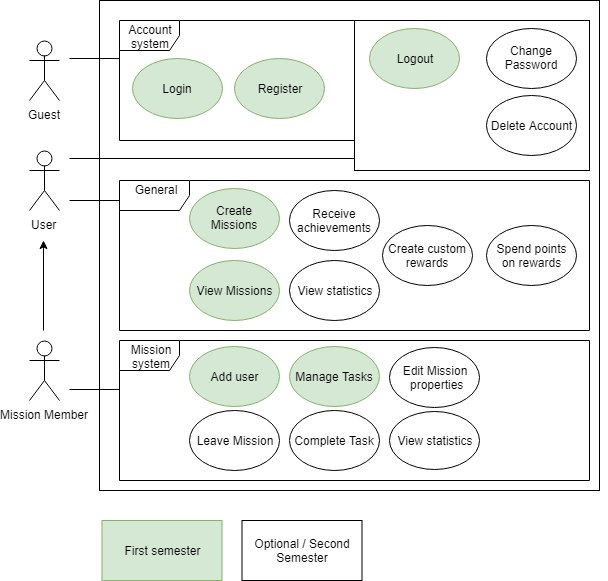 Account
system
Login
Register
Logout
Change
Password
Delete Account
Guest
User
General
Create
Missions
Receive
achievements
View Missions
View statistics
Create custom
rewards
Spend points
on rewards
Mission Member
Mission
system
Add user
Manage Tasks
Edit Mission
properties
Leave Mission
Complete Task
View statistics
First semester
Optional / Second
Semester